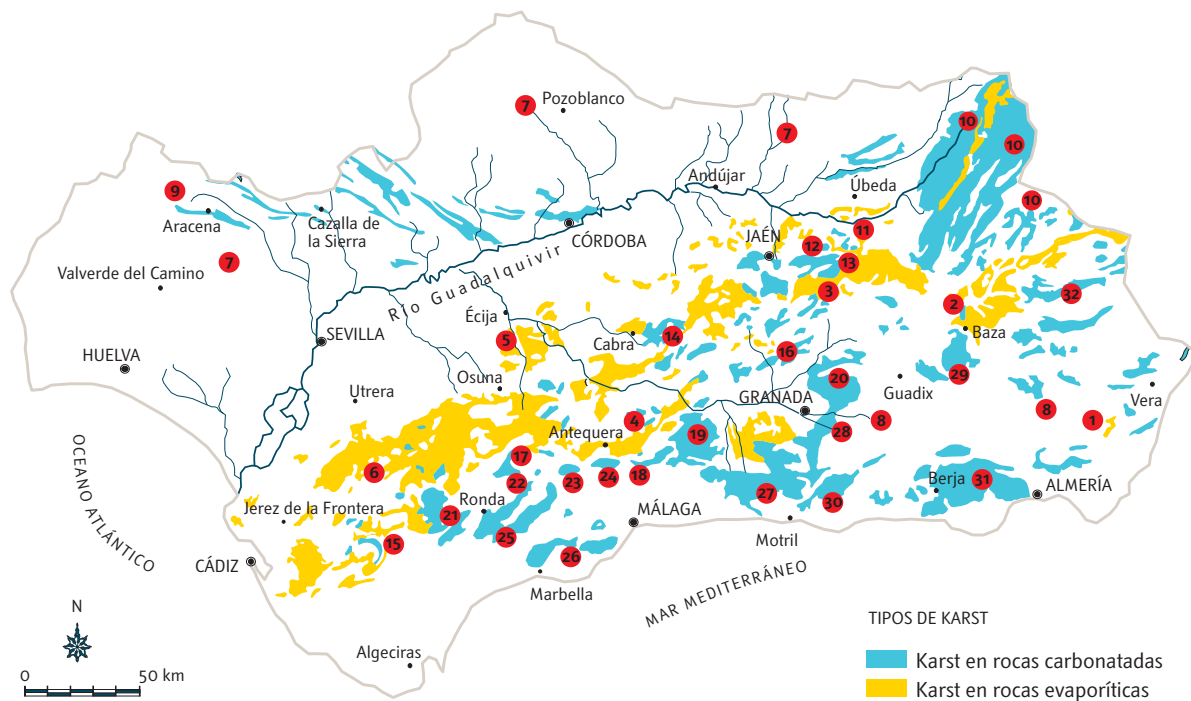 7
Pozoblanco
7
10
10
Andújar
Úbeda
9
Aracena
Cazalla de
la Sierra
10
CÓRDOBA
JAÉN
12
11
7
13
Valverde del Camino
Río Guadalquivir
3
2
32
Écija
SEVILLA
5
Cabra
14
Baza
HUELVA
16
Osuna
20
Guadix
29
Vera
Utrera
GRANADA
8
1
4
8
28
Antequera
19
17
6
22
23
24
18
Berja
31
ALMERÍA
Ronda
27
30
Jerez de la Frontera
21
MÁLAGA
OCEANO ATLÁNTICO
15
25
Motril
26
CÁDIZ
MAR MEDITERRÁNEO
Marbella
N
TIPOS DE KARST
Algeciras
Karst en rocas carbonatadas
0 50 km
Karst en rocas evaporíticas